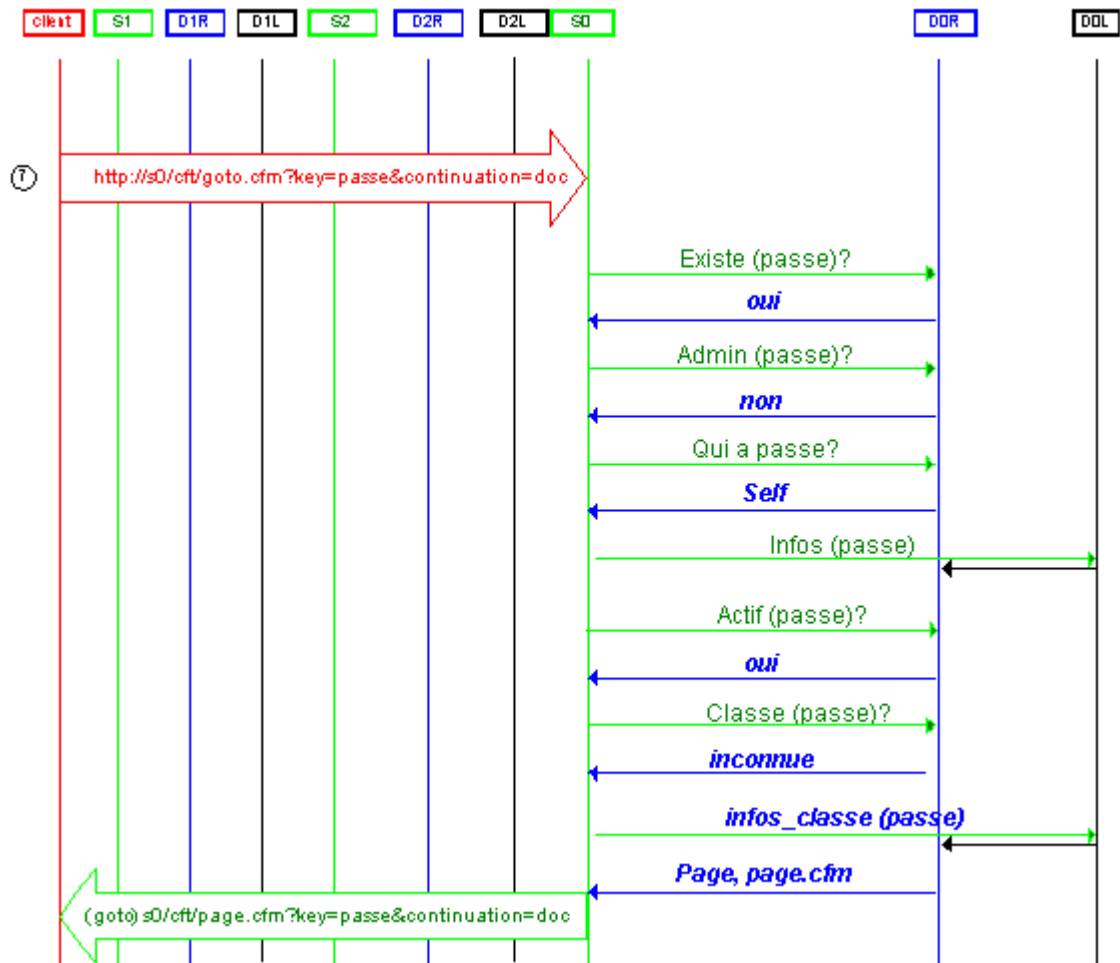 client S1 D1R D1L S2 D2R D2L S0 D0R D0L
7 http://s0/cft/goto.cfm?key=passe&continuation=doc
Existe (passe)?
oui
Admin (passe)?
non
Qui a passe?
Self
Infos (passe)
Actif (passe)?
oui
Classe (passe)?
inconnue
infos_classe (passe)
Page, page.cfm
(goto) s0/cft/page.cfm?key=passe&continuation=doc